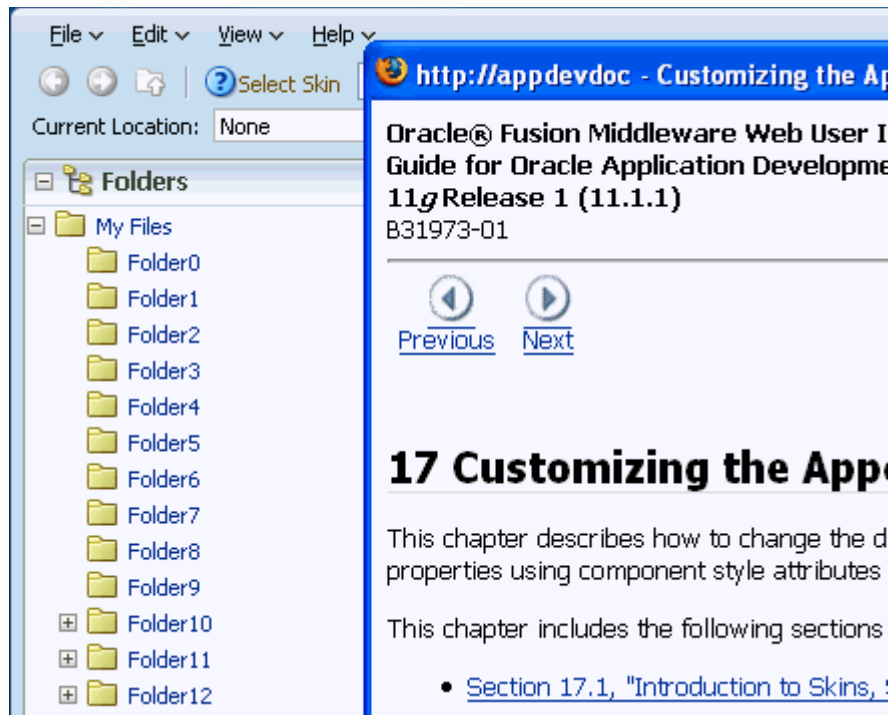 File Edit View Help
Select Skin
Current Location: None
Folders
My Files
Folder0
Folder1
Folder2
Folder3
Folder4
Folder5
Folder6
Folder7
Folder8
Folder9
Folder10
Folder11
Folder12
http://appdevdoc - Customizing the Ap
Oracle® Fusion Middleware Web User I
Guide for Oracle Application Developme
11g Release 1 (11.1.1)
B31973-01
Previous Next
17 Customizing the Appe
This chapter describes how to change the d
properties using component style attributes
This chapter includes the following sections
• Section 17.1, "Introduction to Skins,